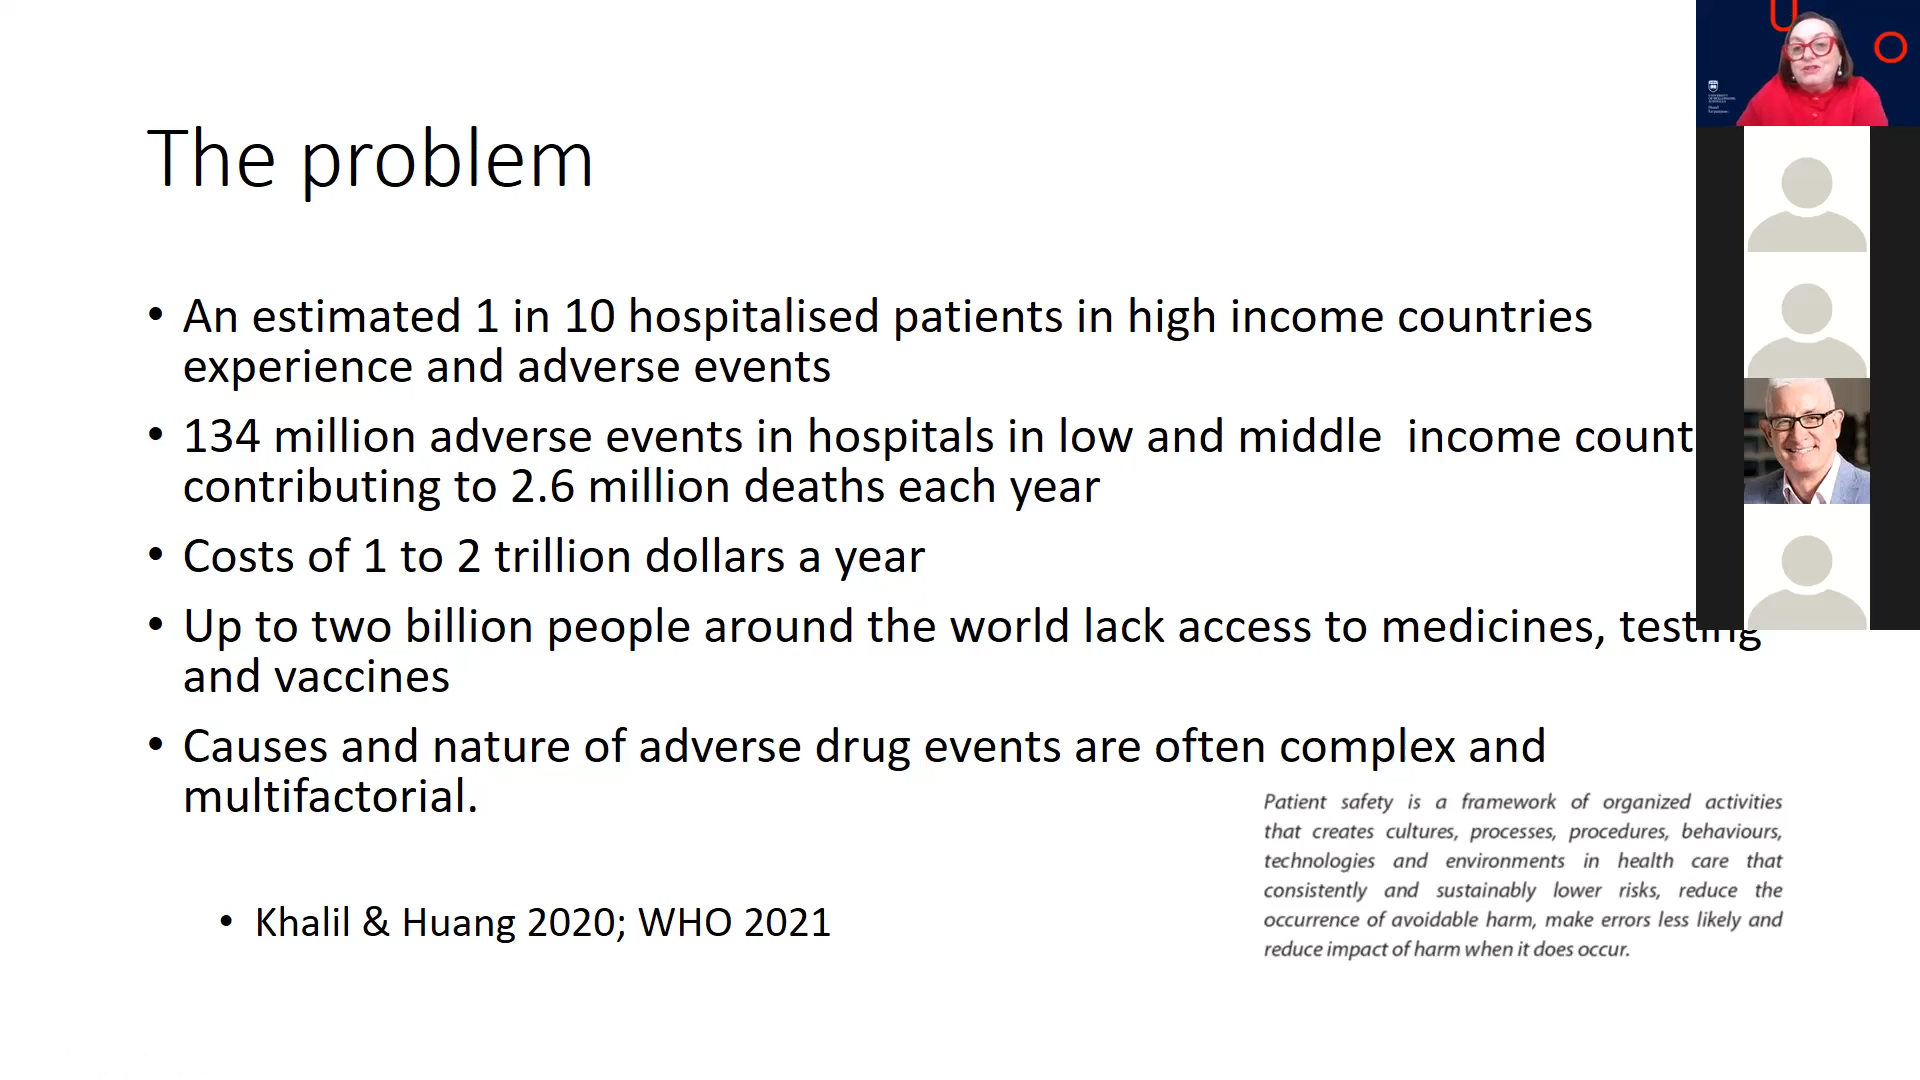 The problem
• An estimated 1 in 10 hospitalised patients in high income countries
experience and adverse events
• 134 million adverse events in hospitals in low and middle  income count
contributing to 2.6 million deaths each year
• Costs of 1 to 2 trillion dollars a year
• Up to two billion people around the world lack access to medicines, testing
and vaccines
• Causes and nature of adverse drug events are often complex and
multifactorial.
• Khalil & Huang 2020; WHO 2021
Patient safety is a framework of organized activities
that creates cultures, processes, procedures, behaviours,
technologies and environments in health care that
consistently and sustainably lower risks, reduce the
occurrence of avoidable harm, make errors less likely and
reduce impact of harm when it does occur.